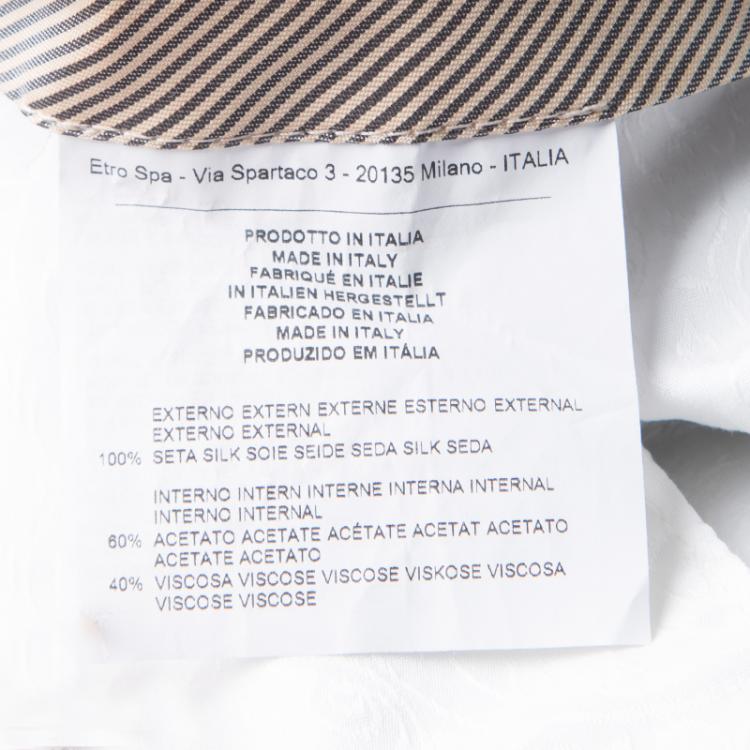 Etro Spa - Via Spartaco 3 - 20135 Milano - ITALIA
PRODOTTO IN ITALIA
MADE IN ITALY
FABRIQUÉ EN ITALIE
IN ITALIEN HERGESTELLT
FABRICADO EN ITALIA
MADE IN ITALY
PRODUZIDO EM ITÁLIA
EXTERNO EXTERN EXTERNE ESTERNO EXTERNAL
EXTERNO EXTERNAL
100% SETA SILK SOIE SEIDE SEDA SILK SEDA
INTERNO INTERN INTERNE INTERNA INTERNAL
INTERNO INTERNAL
60% ACETATO ACETATE ACÉTATE ACETAT ACETATO
ACETATE ACETATO
40% VISCOSA VISCOSE VISCOSE VISKOSE VISCOSA
VISCOSE VISCOSE